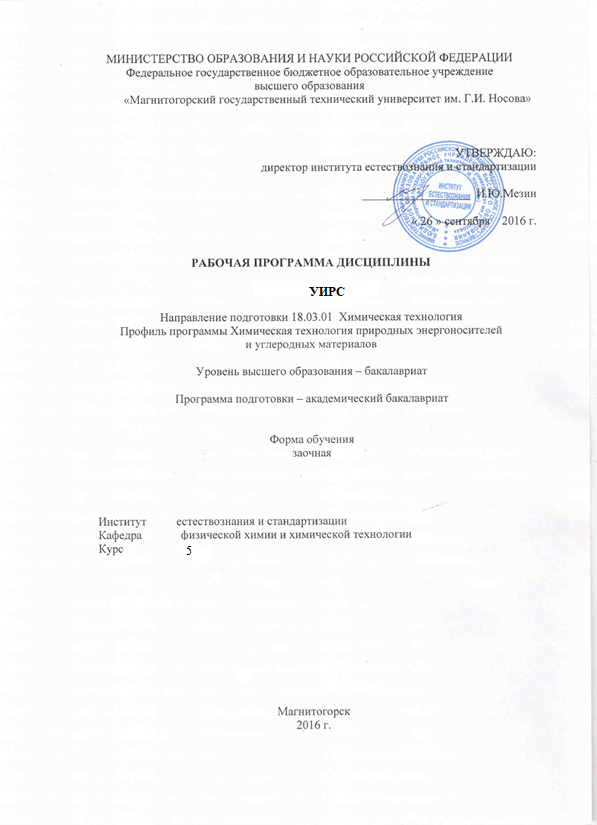 МИНИСТЕРСТВО ОБРАЗОВАНИЯ И НАУКИ РОССИЙСКОЙ ФЕДЕРАЦИИ
Федеральное государственное бюджетное образовательное учреждение
высшего образования
«Магнитогорский государственный технический университет им. Г.И. Носова»
УТВЕРЖДАЮ:
директор института естествознания и стандартизации
И.Ю.Мезин
« 26 » сентября 2016 г.
ИНСТИТУТ
ЕСТЕСТВОЗНАНИЯ
И СТАНДАРТИЗАЦИИ
РАБОЧАЯ ПРОГРАММА ДИСЦИПЛИНЫ
УИРС
Направление подготовки 18.03.01 Химическая технология
Профиль программы Химическая технология природных энергоносителей
и углеродных материалов
Уровень высшего образования – бакалавриат
Программа подготовки – академический бакалавриат
Форма обучения
заочная
Институт естествознания и стандартизации
Кафедра физической химии и химической технологии
Курс 5
Магнитогорск
2016 г.